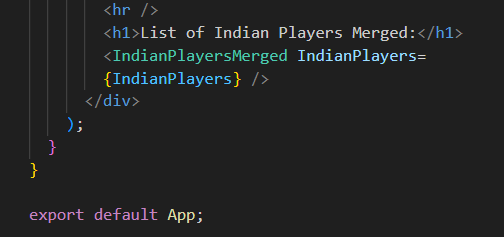 <hr />
<h1>List of Indian Players Merged:</h1>
<IndianPlayersMerged IndianPlayers=
{IndianPlayers} />
</div>
);
}
}
export default App;